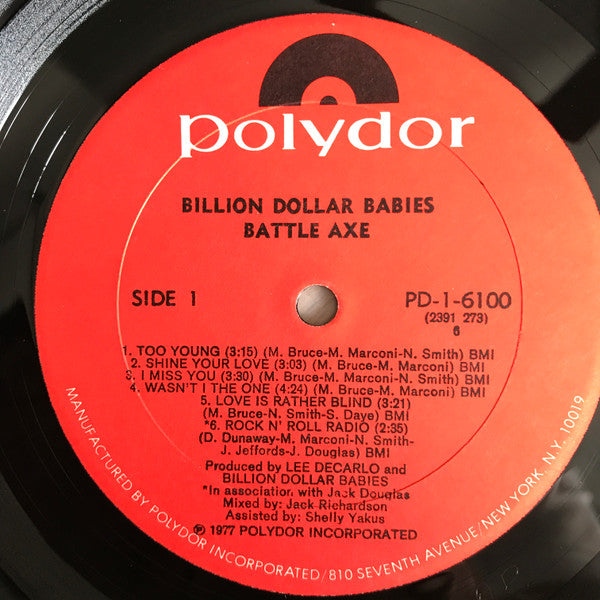 polydor
BILLION DOLLAR BABIES
BATTLE AXE
SIDE 1
PD-1-6100
(2391 273)
6
1. TOO YOUNG (3:15) (M. Bruce-M. Marconi-N. Smith) BMI
2. SHINE YOUR LOVE (3:03) (M. Bruce-M. Marconi) BMI
3. I MISS YOU (3:30) (M. Bruce-M. Marconi-N. Smith) BMI
4. WASN'T I THE ONE (4:24) (M. Bruce-M. Marconi) BMI
5. LOVE IS RATHER BLIND (3:21)
(M. Bruce-N. Smith-S. Daye) BMI
*6. ROCK N' ROLL RADIO (2:35)
(D. Dunaway-M. Marconi-N. Smith-
J. Jeffords-J. Douglas) BMI
Produced by LEE DECARLO and
BILLION DOLLAR BABIES
*In association with Jack Douglas
Mixed by: Jack Richardson
Assisted by: Shelly Yakus
℗ 1977 POLYDOR INCORPORATED
MANUFACTURED BY POLYDOR INCORPORATED/810 SEVENTH AVENUE/NEW YORK, N.Y. 10019